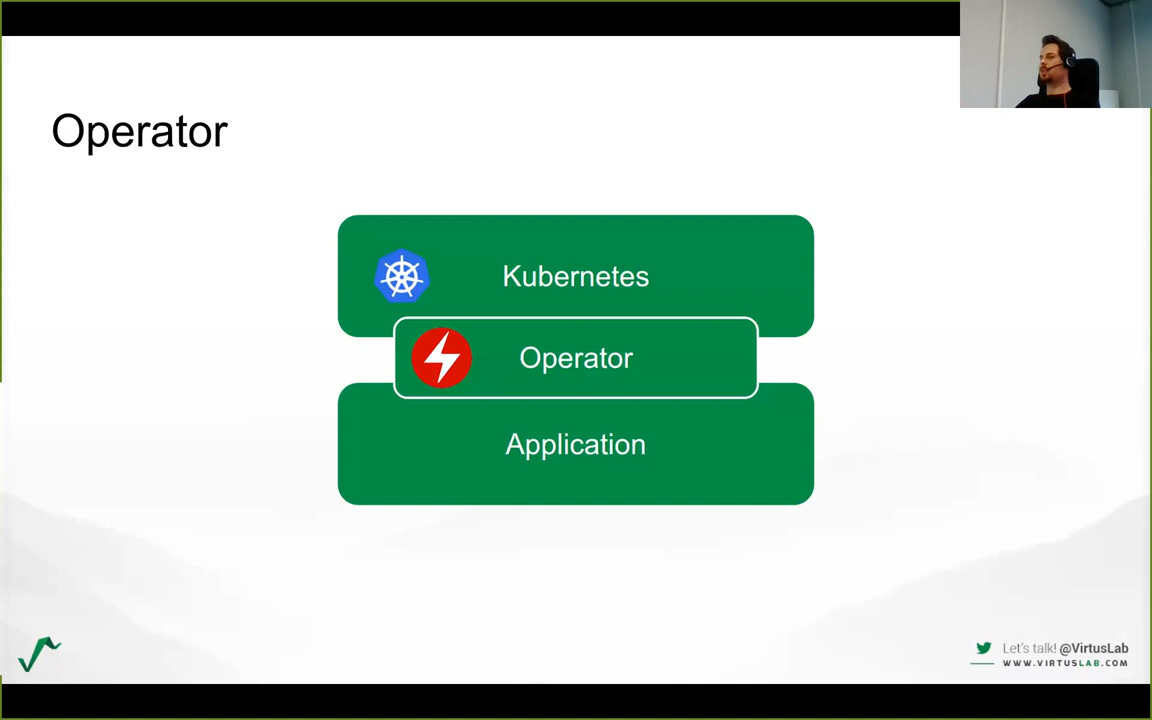 Operator
Kubernetes
Operator
Application
Let's talk! @VirtusLab
WWW.VIRTUSLAB.COM